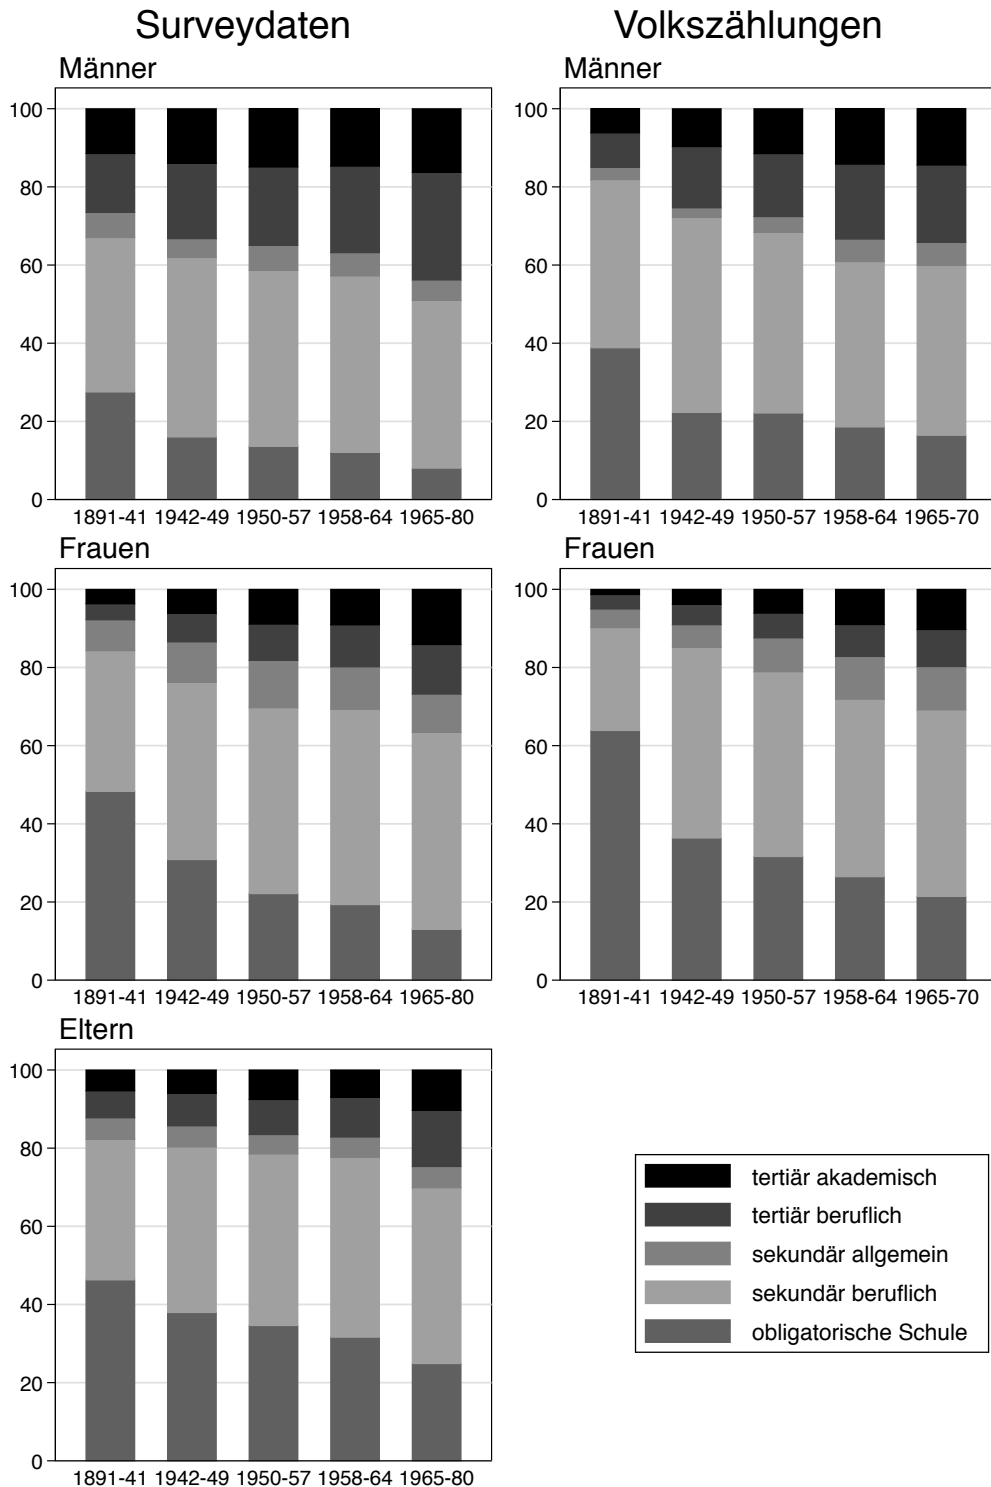 Surveydaten
Volkszählungen
Männer
Männer
100
80
60
40
20
0
1891-41 1942-49 1950-57 1958-64 1965-80
100
80
60
40
20
0
1891-41 1942-49 1950-57 1958-64 1965-70
Frauen
Frauen
100
80
60
40
20
0
1891-41 1942-49 1950-57 1958-64 1965-80
100
80
60
40
20
0
1891-41 1942-49 1950-57 1958-64 1965-70
Eltern
100
80
60
40
20
0
1891-41 1942-49 1950-57 1958-64 1965-80
tertiär akademisch
tertiär beruflich
sekundär allgemein
sekundär beruflich
obligatorische Schule